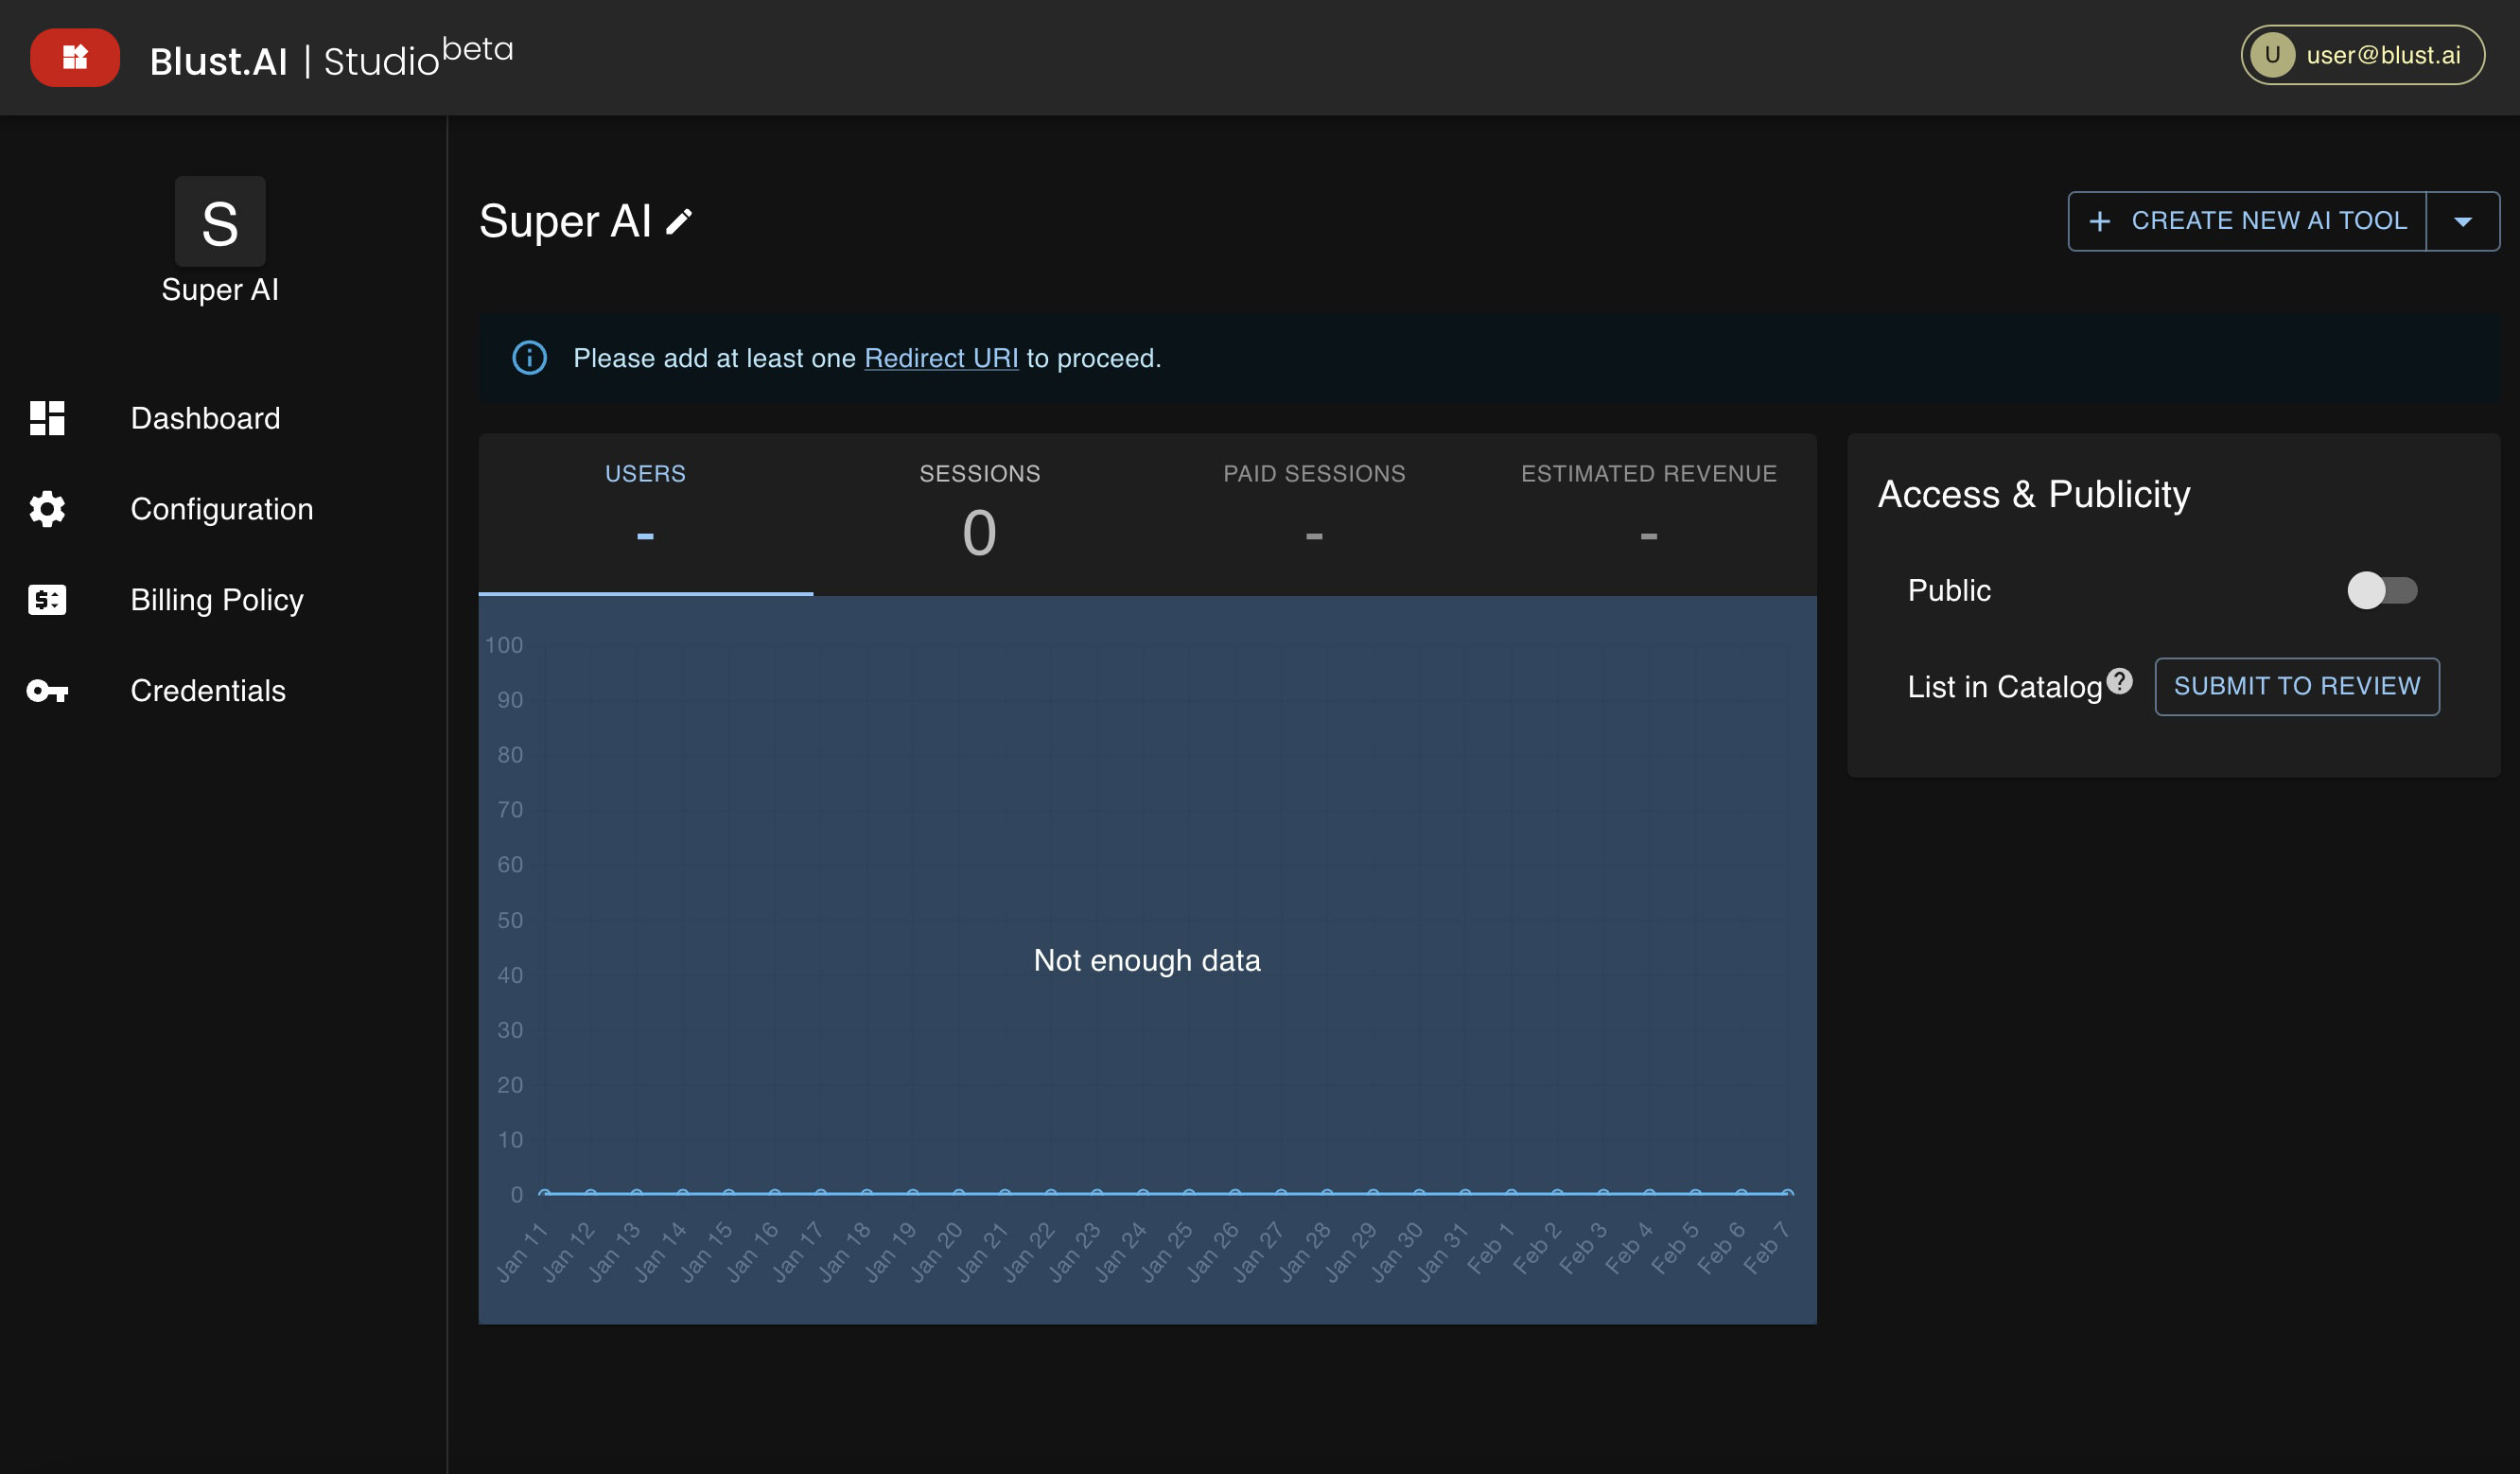 Blust.AI | Studio beta
U user@blust.ai
S
Super AI
Dashboard
Configuration
Billing Policy
Credentials
Super AI
+ CREATE NEW AI TOOL
Please add at least one Redirect URI to proceed.
USERS SESSIONS PAID SESSIONS ESTIMATED REVENUE
- 0 - -
100
90
80
70
60
50
40
30
20
10
0
Not enough data
Jan 11 Jan 12 Jan 13 Jan 14 Jan 15 Jan 16 Jan 17 Jan 18 Jan 19 Jan 20 Jan 21 Jan 22 Jan 23 Jan 24 Jan 25 Jan 26 Jan 27 Jan 28 Jan 29 Jan 30 Jan 31 Feb 1 Feb 2 Feb 3 Feb 4 Feb 5 Feb 6 Feb 7
Access & Publicity
Public
List in Catalog ? SUBMIT TO REVIEW